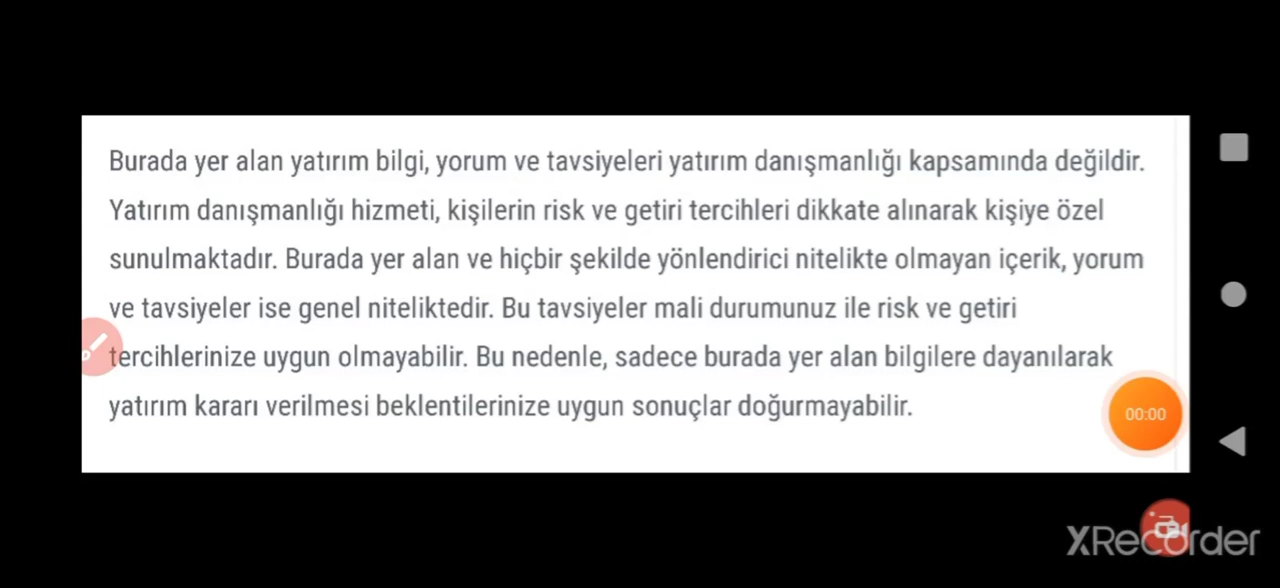 Burada yer alan yatırım bilgi, yorum ve tavsiyeleri yatırım danışmanlığı kapsamında değildir.
Yatırım danışmanlığı hizmeti, kişilerin risk ve getiri tercihleri dikkate alınarak kişiye özel
sunulmaktadır. Burada yer alan ve hiçbir şekilde yönlendirici nitelikte olmayan içerik, yorum
ve tavsiyeler ise genel niteliktedir. Bu tavsiyeler mali durumunuz ile risk ve getiri
tercihlerinize uygun olmayabilir. Bu nedenle, sadece burada yer alan bilgilere dayanılarak
yatırım kararı verilmesi beklentilerinize uygun sonuçlar doğurmayabilir.
00:00
XRecorder